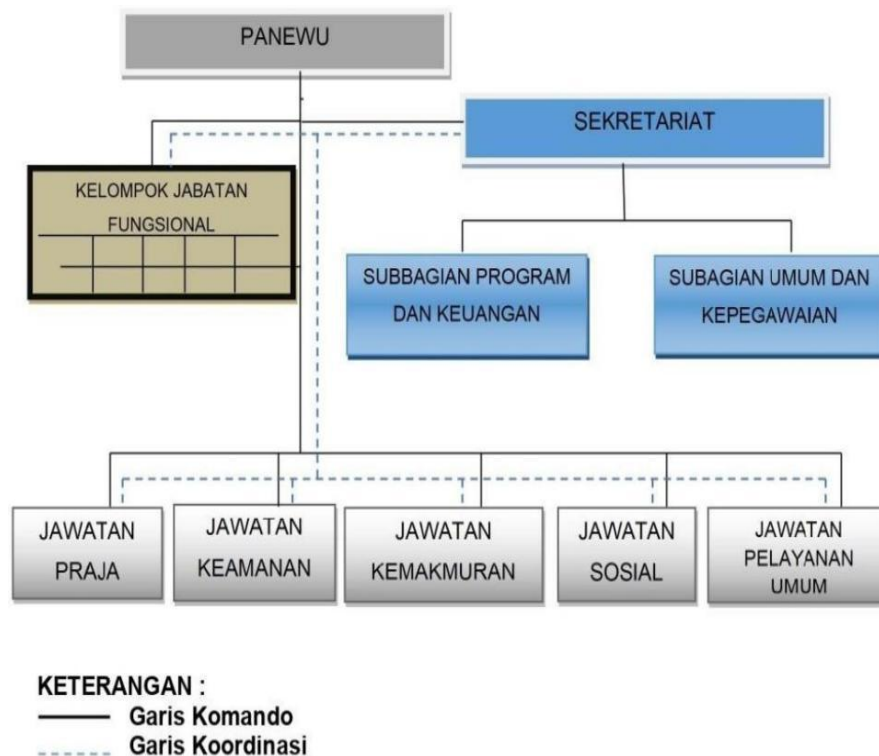 PANEWU
SEKRETARIAT
KELOMPOK JABATAN
FUNGSIONAL
SUBBAGIAN PROGRAM
DAN KEUANGAN
SUBAGIAN UMUM DAN
KEPEGAWAIAN
JAWATAN
PRAJA
JAWATAN
KEAMANAN
JAWATAN
KEMAKMURAN
JAWATAN
SOSIAL
JAWATAN
PELAYANAN
UMUM
KETERANGAN :
Garis Komando
Garis Koordinasi